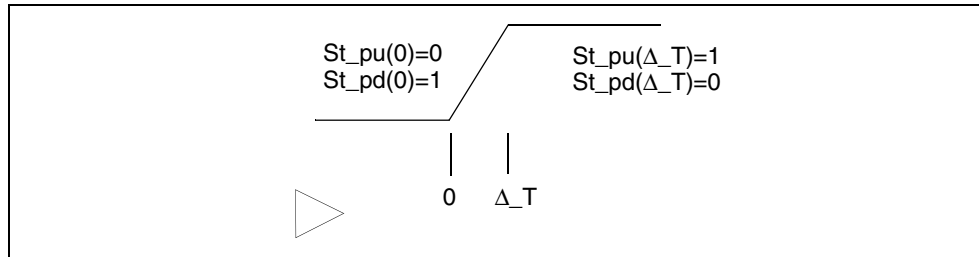 St_pu(0)=0
St_pd(0)=1
St_pu(Δ_T)=1
St_pd(Δ_T)=0
0
Δ_T